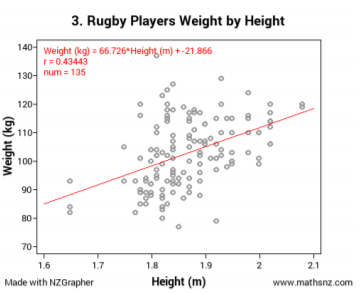 3. Rugby Players Weight by Height
Weight (kg) = 66.726*Height (m) + -21.866
r = 0.43443
num = 135
140
130
120
110
100
90
80
70
Weight (kg)
1.6 1.7 1.8 1.9 2 2.1
Made with NZGrapher Height (m) www.mathsnz.com